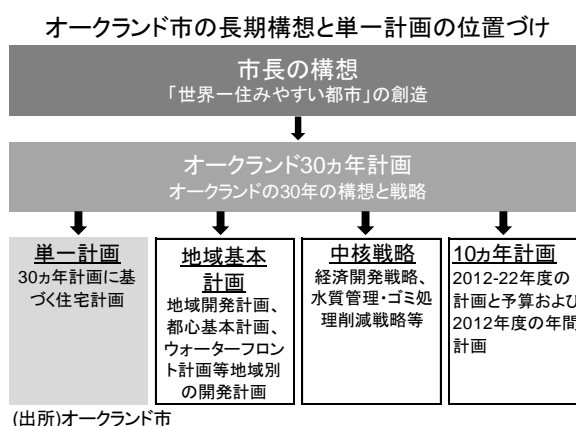 オークランド市の長期構想と単一計画の位置づけ
市長の構想
「世界一住みやすい都市」の創造
オークランド30ヵ年計画
オークランドの30年の構想と戦略
単一計画
30ヵ年計画に基
づく住宅計画
地域基本
計画
地域開発計画、
都心基本計画、
ウォーターフロン
ト計画等地域別
の開発計画
中核戦略
経済開発戦略、
水質管理・ゴミ処
理削減戦略等
10ヵ年計画
2012-22年度の
計画と予算および
2012年度の年間
計画
(出所)オークランド市